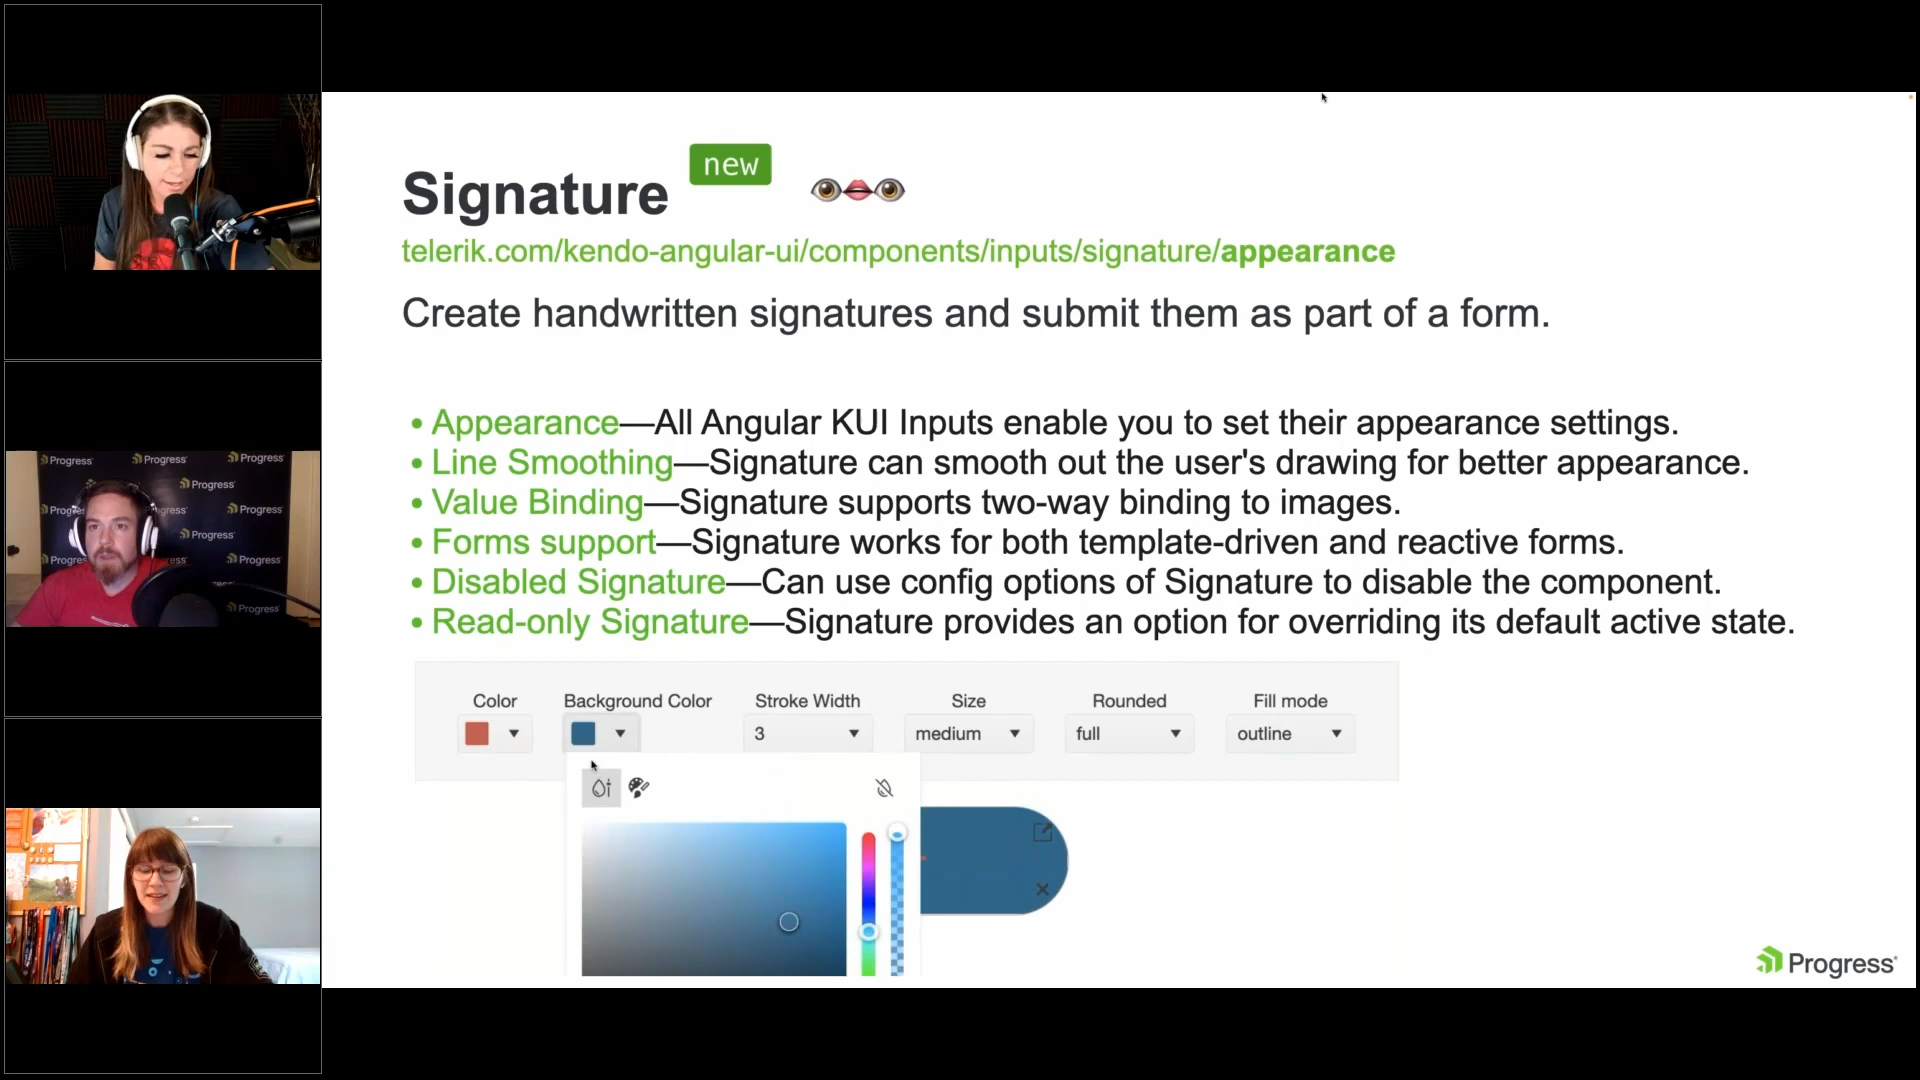 Signature
new
telerik.com/kendo-angular-ui/components/inputs/signature/appearance
Create handwritten signatures and submit them as part of a form.
• Appearance—All Angular KUI Inputs enable you to set their appearance settings.
• Line Smoothing—Signature can smooth out the user's drawing for better appearance.
• Value Binding—Signature supports two-way binding to images.
• Forms support—Signature works for both template-driven and reactive forms.
• Disabled Signature—Can use config options of Signature to disable the component.
• Read-only Signature—Signature provides an option for overriding its default active state.
Color Background Color Stroke Width Size Rounded Fill mode
3 medium full outline
Progress
Progress Progress Progress
Progress
Progress
Progress
Progress
Progress